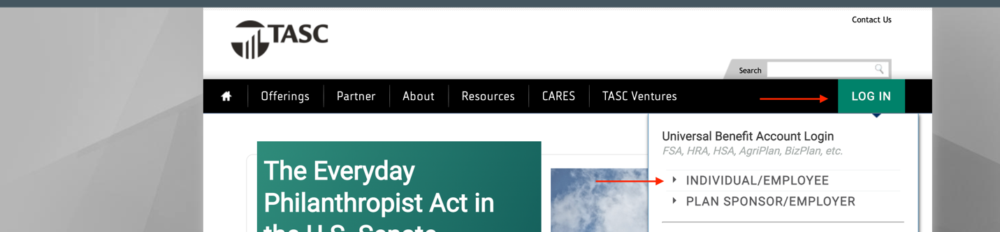 Contact Us
TASC
Search
Offerings Partner About Resources CARES TASC Ventures LOG IN
Universal Benefit Account Login
FSA, HRA, HSA, AgriPlan, BizPlan, etc.
INDIVIDUAL/EMPLOYEE
PLAN SPONSOR/EMPLOYER
The Everyday
Philanthropist Act in
the U.S. Senate